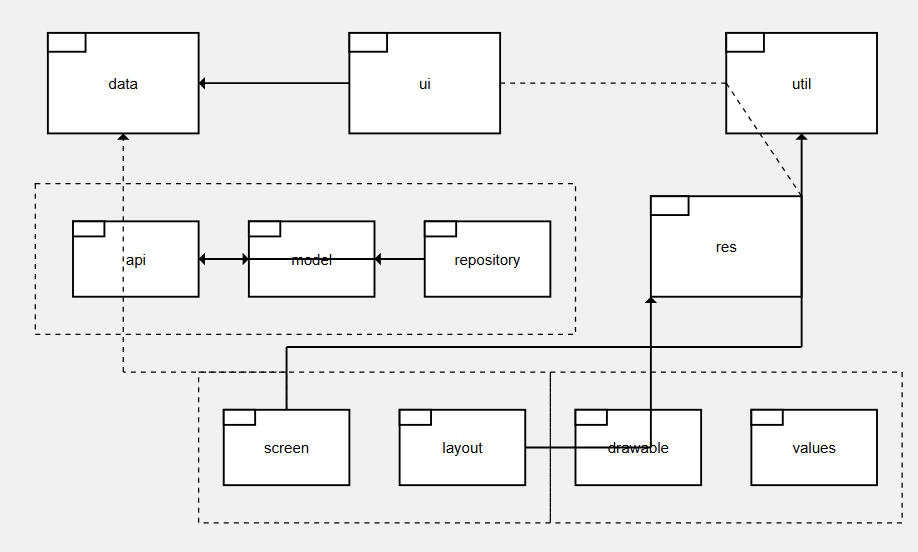 data
ui
util
api
model
repository
res
screen
layout
drawable
values